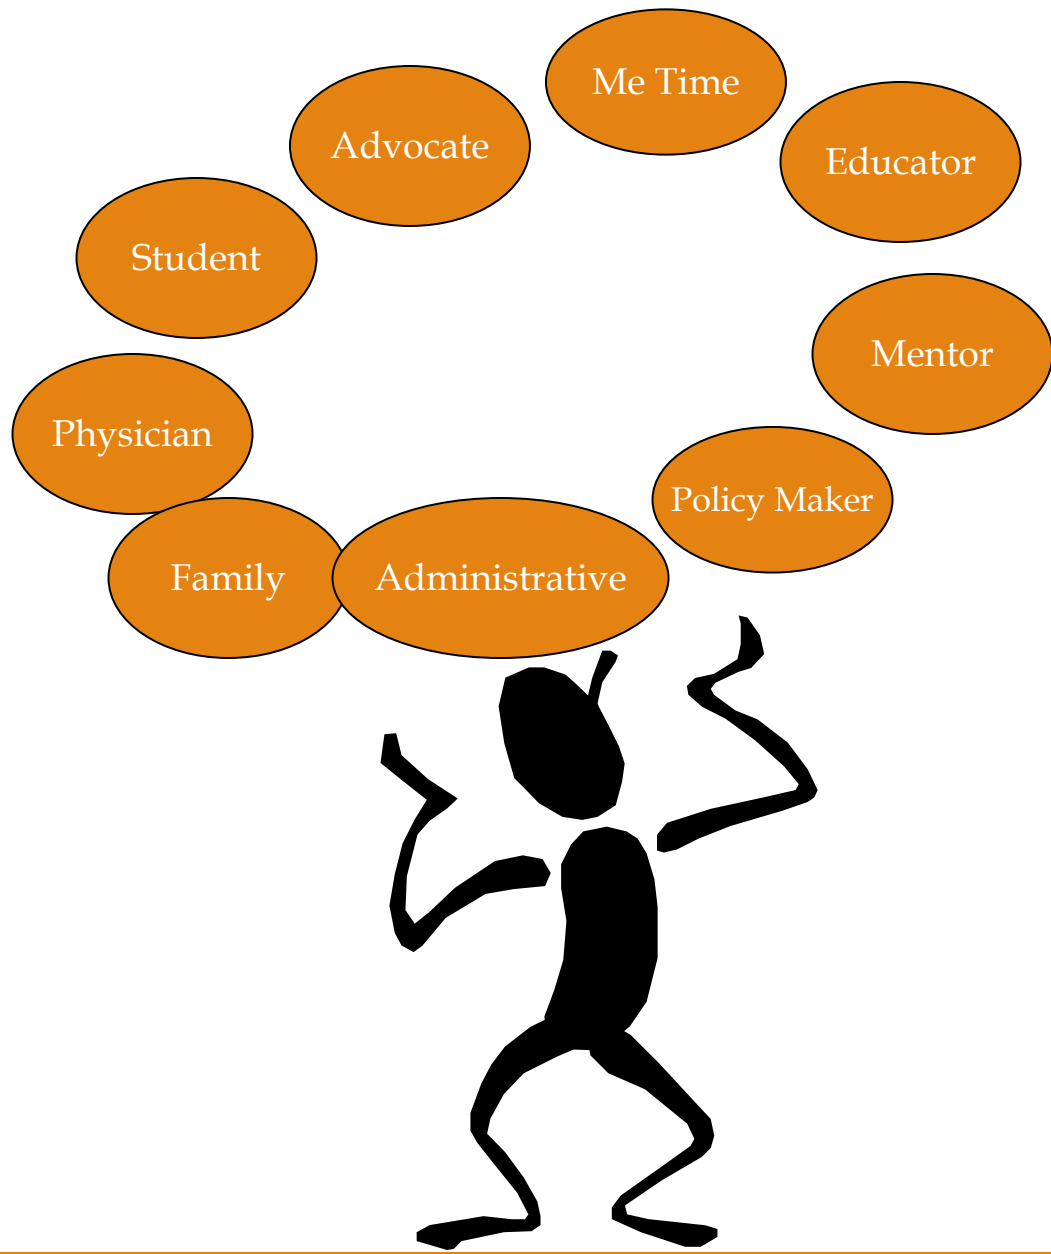 Me Time
Advocate
Educator
Student
Mentor
Physician
Policy Maker
Family
Administrative